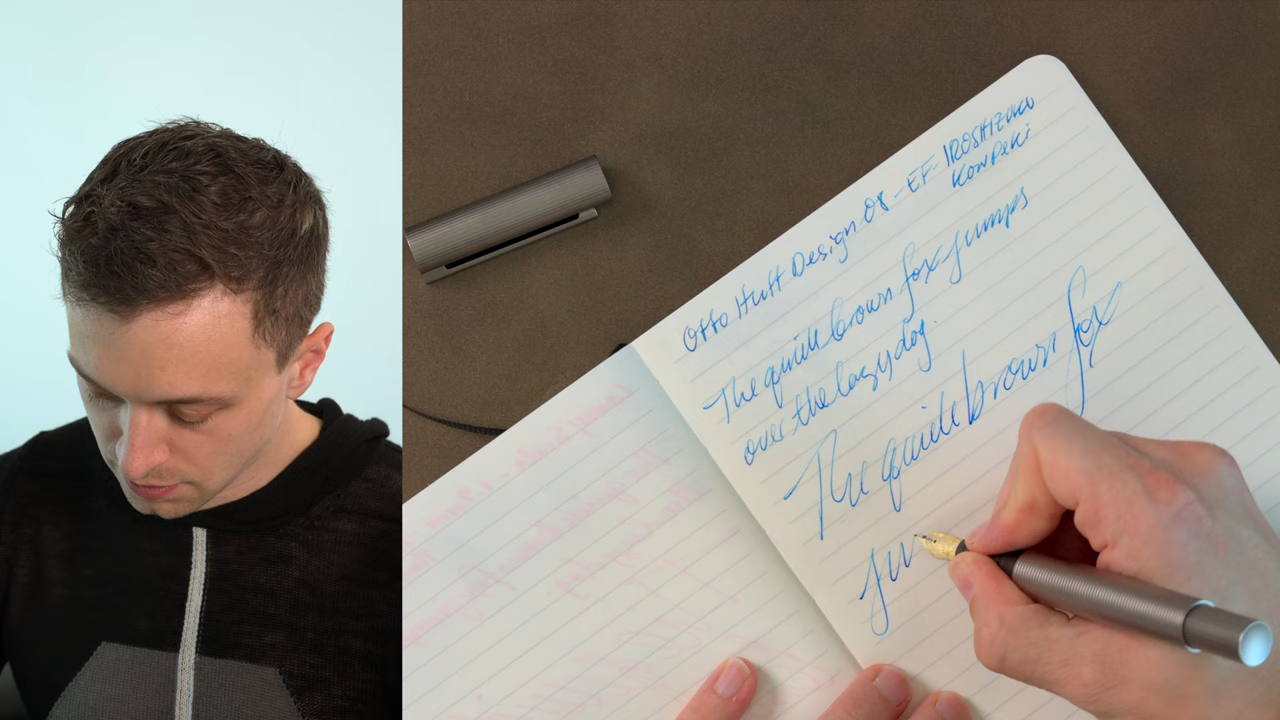 Otto Hutt Design 08 - EF - IROSHIZUKU
KON PEKI
The quick brown fox jumps
over the lazy dog.
The quick brown fox
ju